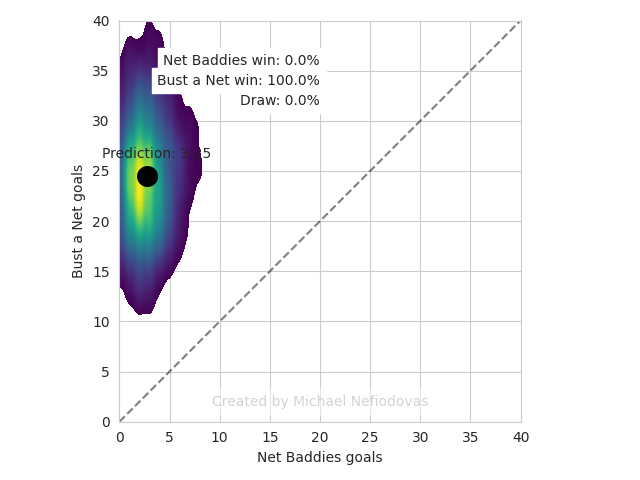 40
35
30
25
20
15
10
5
0
Bust a Net goals
Net Baddies win: 0.0%
Bust a Net win: 100.0%
Draw: 0.0%
Prediction: 3-25
Created by Michael Nefiodovas
0 5 10 15 20 25 30 35 40
Net Baddies goals